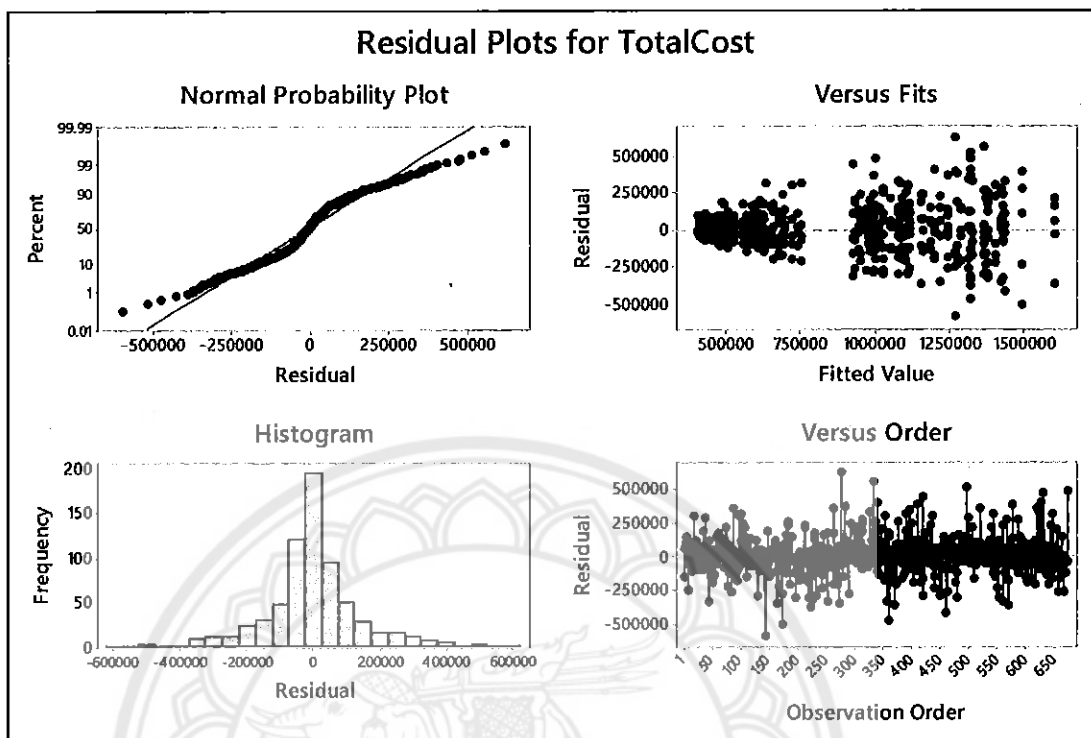 Residual Plots for TotalCost
Normal Probability Plot
99.99
99
90
50
10
1
0.01
Percent
-500000 -250000 0 250000 500000
Residual
Versus Fits
500000
250000
0
-250000
-500000
Residual
500000 750000 1000000 1250000 1500000
Fitted Value
Histogram
200
150
100
50
0
Frequency
-600000 -400000 -200000 0 200000 400000 600000
Residual
Versus Order
500000
250000
0
-250000
-500000
Residual
1 50 100 150 200 250 300 350 400 450 500 550 600 650
Observation Order